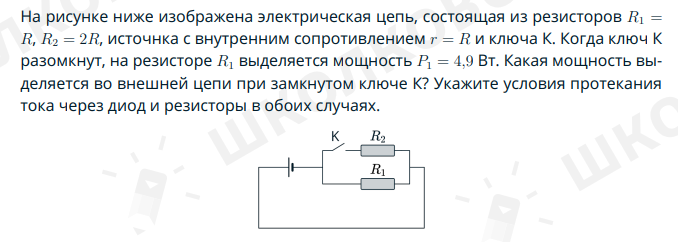 На рисунке ниже изображена электрическая цепь, состоящая из резисторов R₁ =
R, R₂ = 2R, источнка с внутренним сопротивлением r = R и ключа К. Когда ключ К
разомкнут, на резисторе R₁ выделяется мощность P₁ = 4,9 Вт. Какая мощность вы-
деляется во внешней цепи при замкнутом ключе К? Укажите условия протекания
тока через диод и резисторы в обоих случаях.
К R₂
R₁